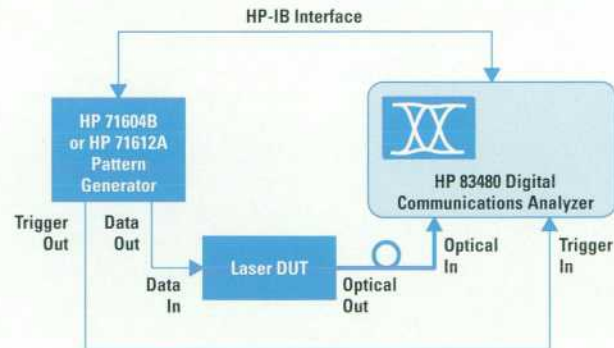 HP-IB Interface
HP 71604B
or HP 71612A
Pattern
Generator
HP 83480 Digital
Communications Analyzer
Trigger
Out
Data
Out
Data
In
Laser DUT
Optical
Out
Optical
In
Trigger
In